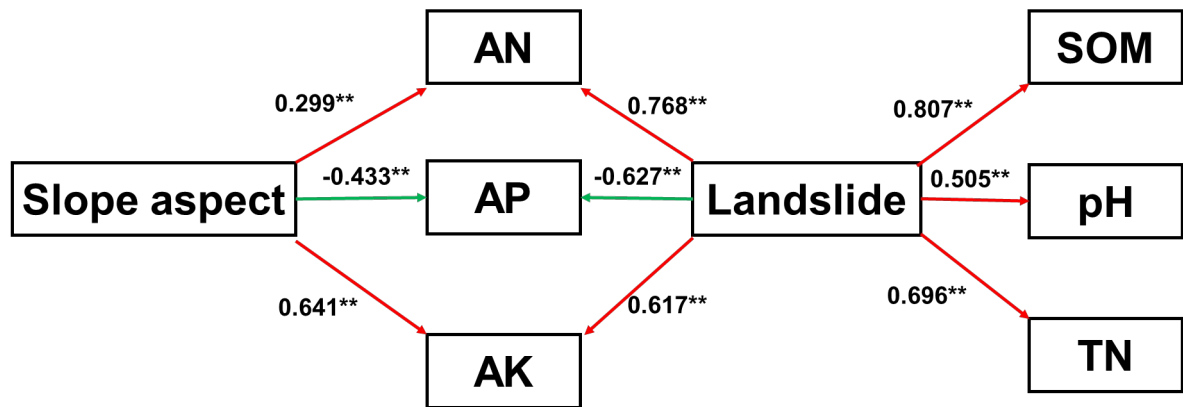 AN
SOM
0.299**
0.768**
0.807**
Slope aspect
-0.433**
AP
-0.627**
Landslide
0.505**
pH
0.641**
0.617**
0.696**
AK
TN